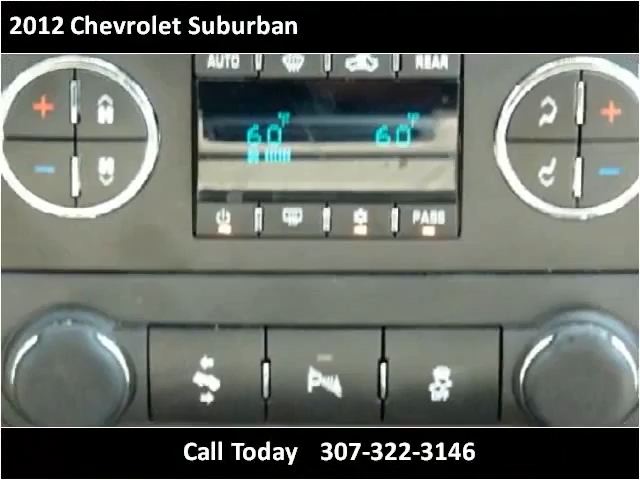 2012 Chevrolet Suburban
AUTO REAR
60°F 60°F
PASS
OFF
Call Today 307-322-3146